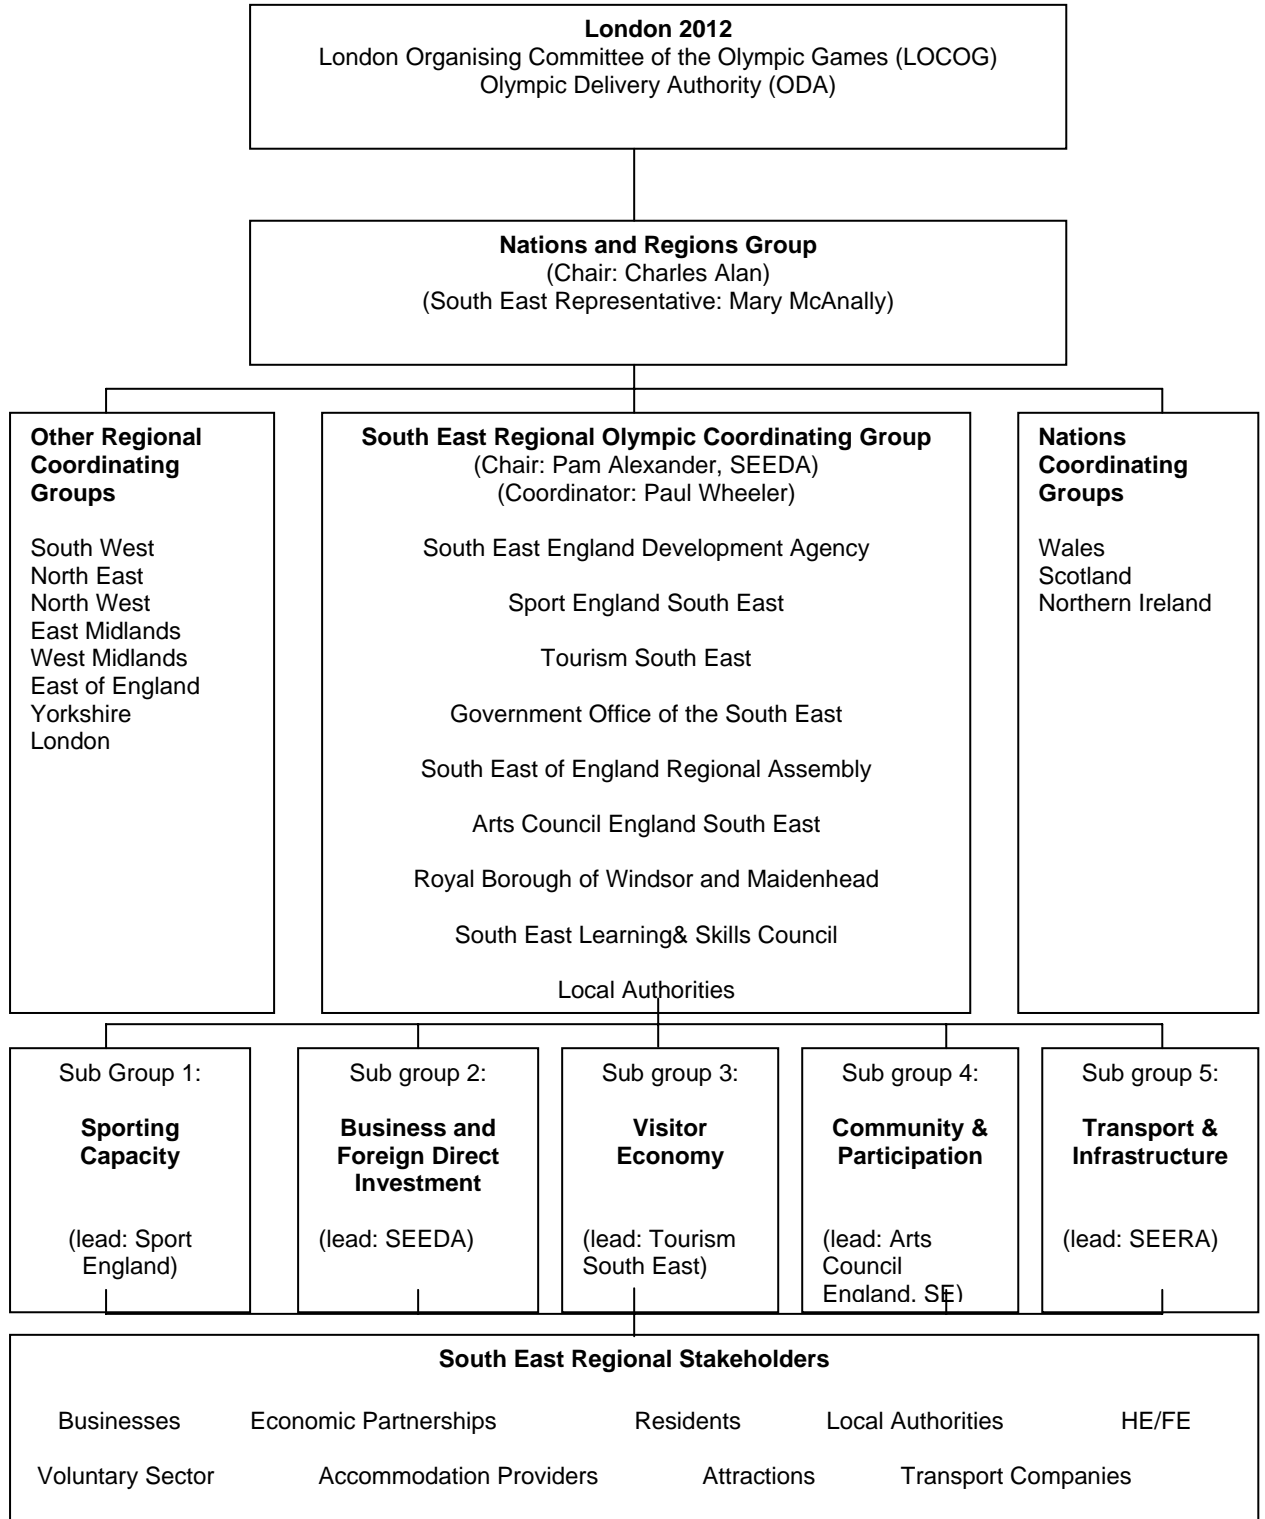 London 2012
London Organising Committee of the Olympic Games (LOCOG)
Olympic Delivery Authority (ODA)
Nations and Regions Group
(Chair: Charles Alan)
(South East Representative: Mary McAnally)
Other Regional
Coordinating
Groups
South West
North East
North West
East Midlands
West Midlands
East of England
Yorkshire
London
South East Regional Olympic Coordinating Group
(Chair: Pam Alexander, SEEDA)
(Coordinator: Paul Wheeler)
South East England Development Agency
Sport England South East
Tourism South East
Government Office of the South East
South East of England Regional Assembly
Arts Council England South East
Royal Borough of Windsor and Maidenhead
South East Learning& Skills Council
Local Authorities
Nations
Coordinating
Groups
Wales
Scotland
Northern Ireland
Sub Group 1:
Sporting
Capacity
(lead: Sport
England)
Sub group 2:
Business and
Foreign Direct
Investment
(lead: SEEDA)
Sub group 3:
Visitor
Economy
(lead: Tourism
South East)
Sub group 4:
Community &
Participation
(lead: Arts
Council
England, SE)
Sub group 5:
Transport &
Infrastructure
(lead: SEERA)
South East Regional Stakeholders
Businesses Economic Partnerships Residents Local Authorities HE/FE
Voluntary Sector Accommodation Providers Attractions Transport Companies